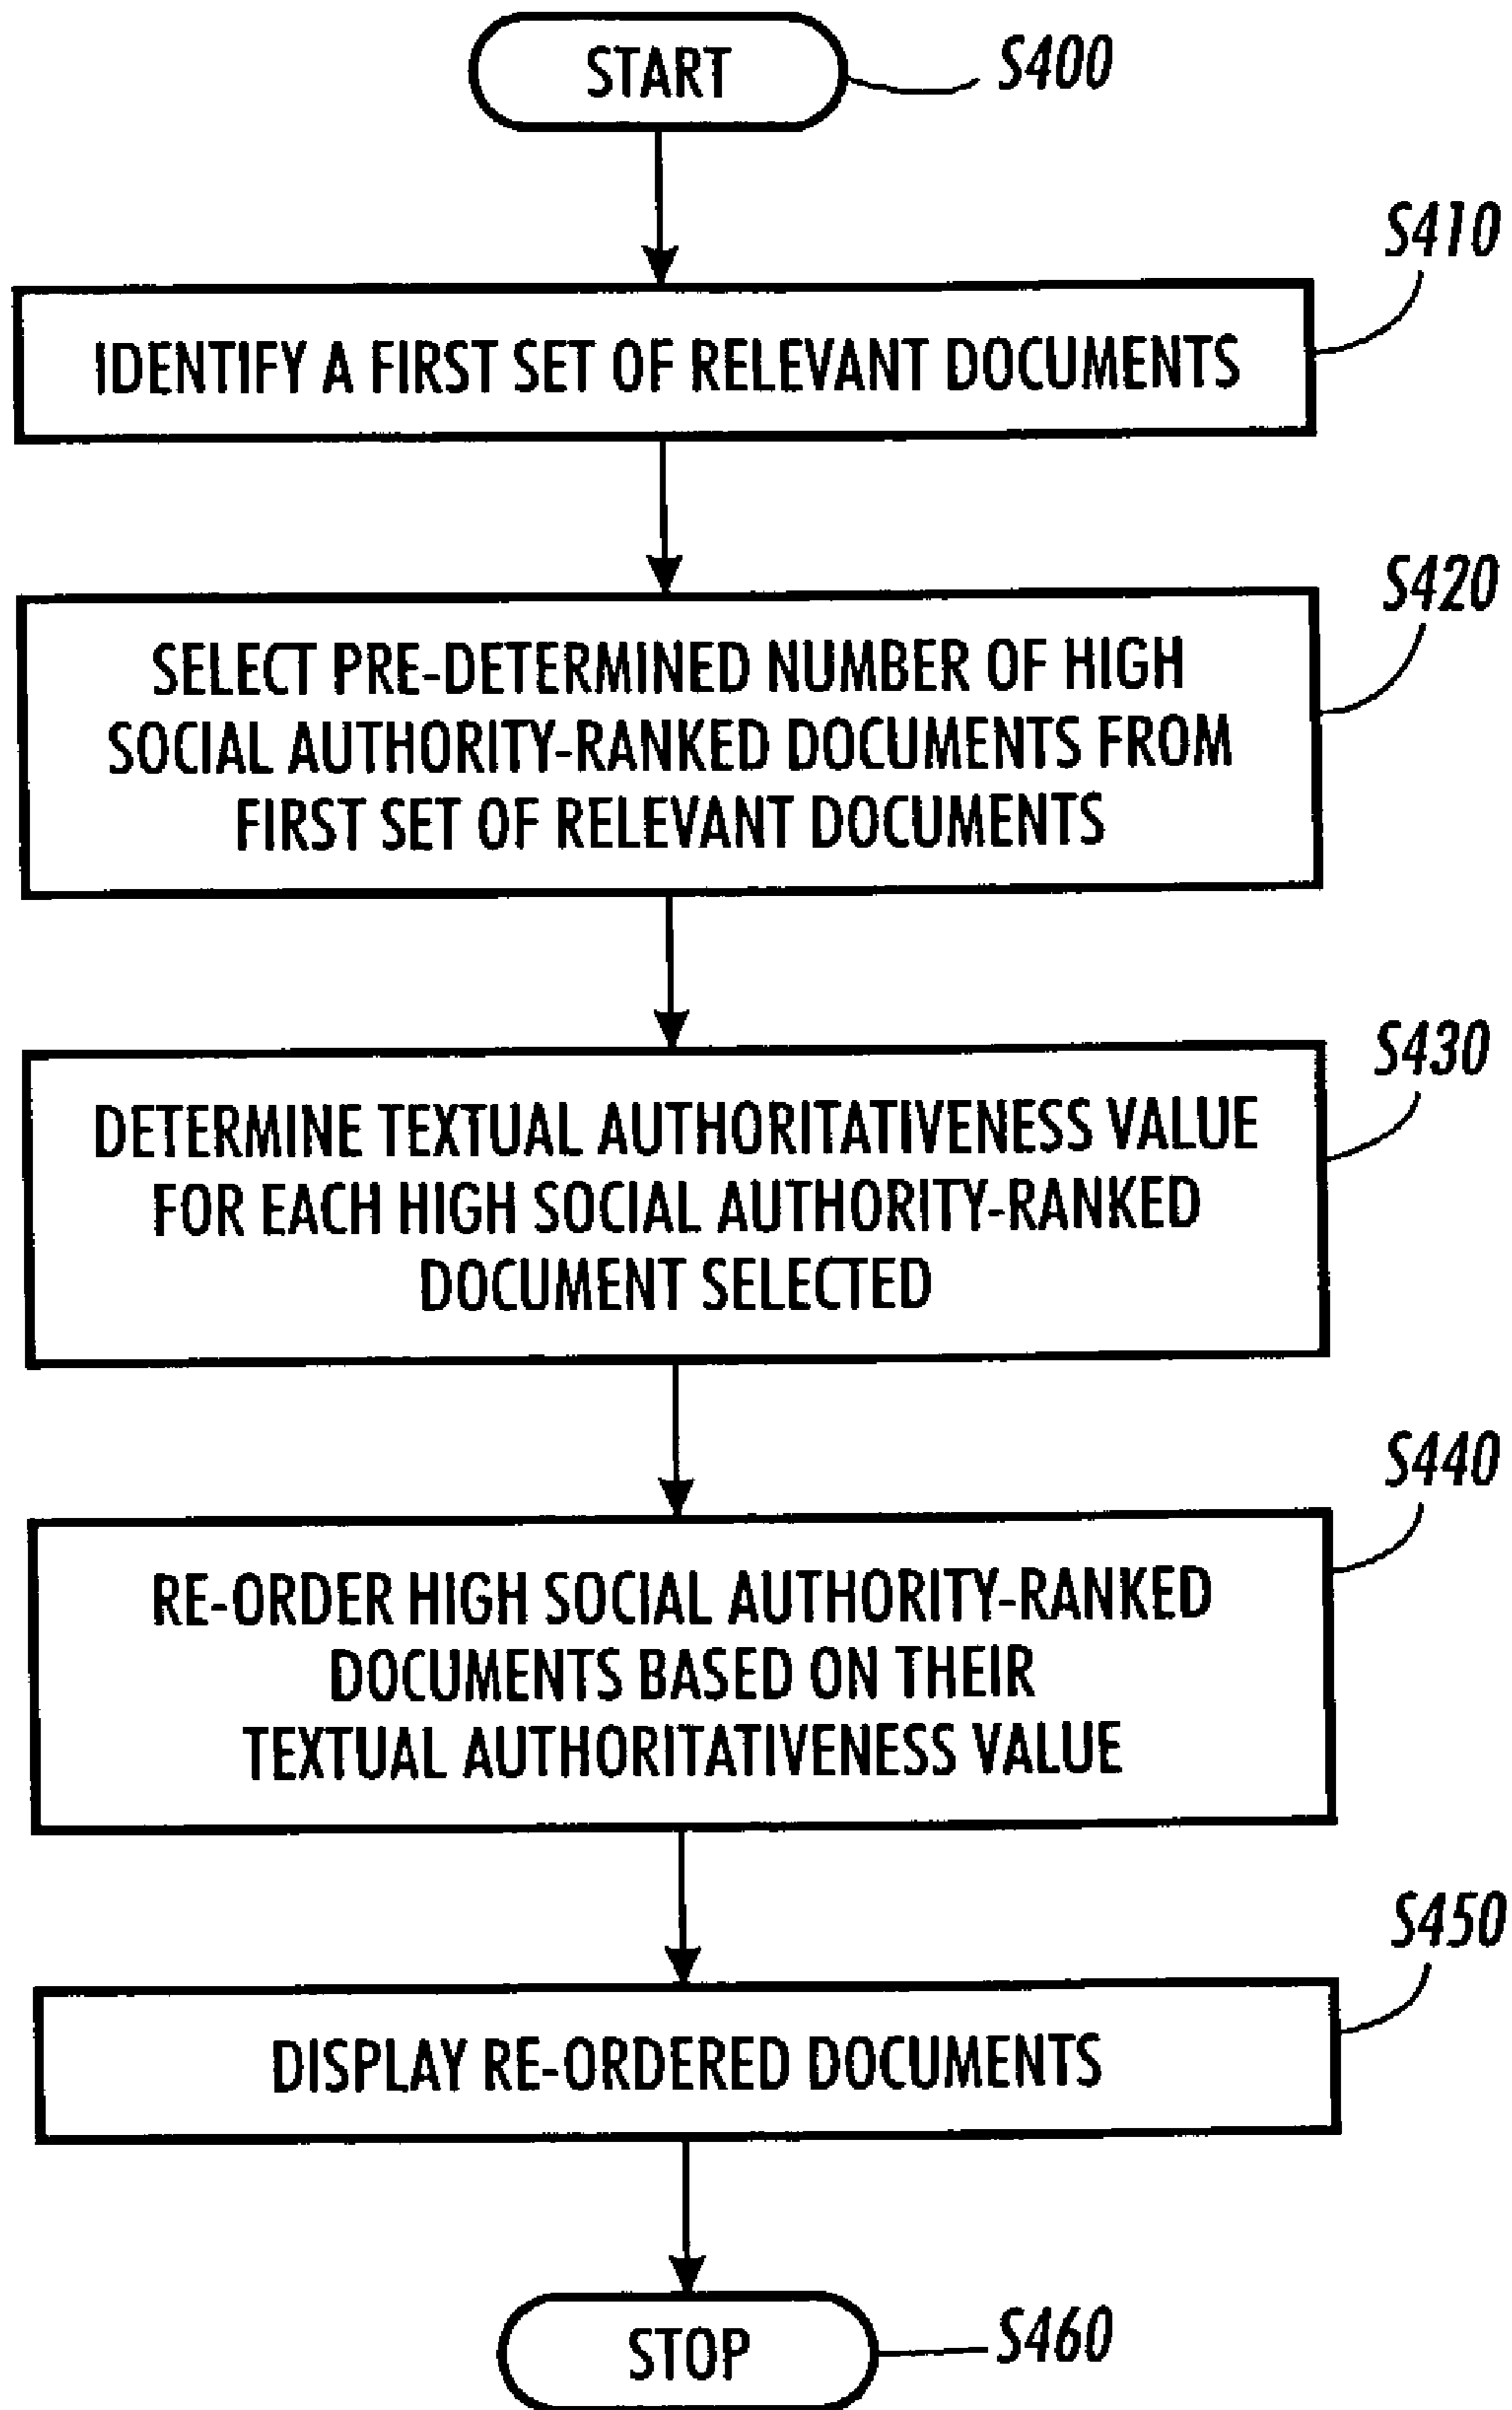 START
S400
S410
IDENTIFY A FIRST SET OF RELEVANT DOCUMENTS
S420
SELECT PRE-DETERMINED NUMBER OF HIGH
SOCIAL AUTHORITY-RANKED DOCUMENTS FROM
FIRST SET OF RELEVANT DOCUMENTS
S430
DETERMINE TEXTUAL AUTHORITATIVENESS VALUE
FOR EACH HIGH SOCIAL AUTHORITY-RANKED
DOCUMENT SELECTED
S440
RE-ORDER HIGH SOCIAL AUTHORITY-RANKED
DOCUMENTS BASED ON THEIR
TEXTUAL AUTHORITATIVENESS VALUE
S450
DISPLAY RE-ORDERED DOCUMENTS
STOP
S460